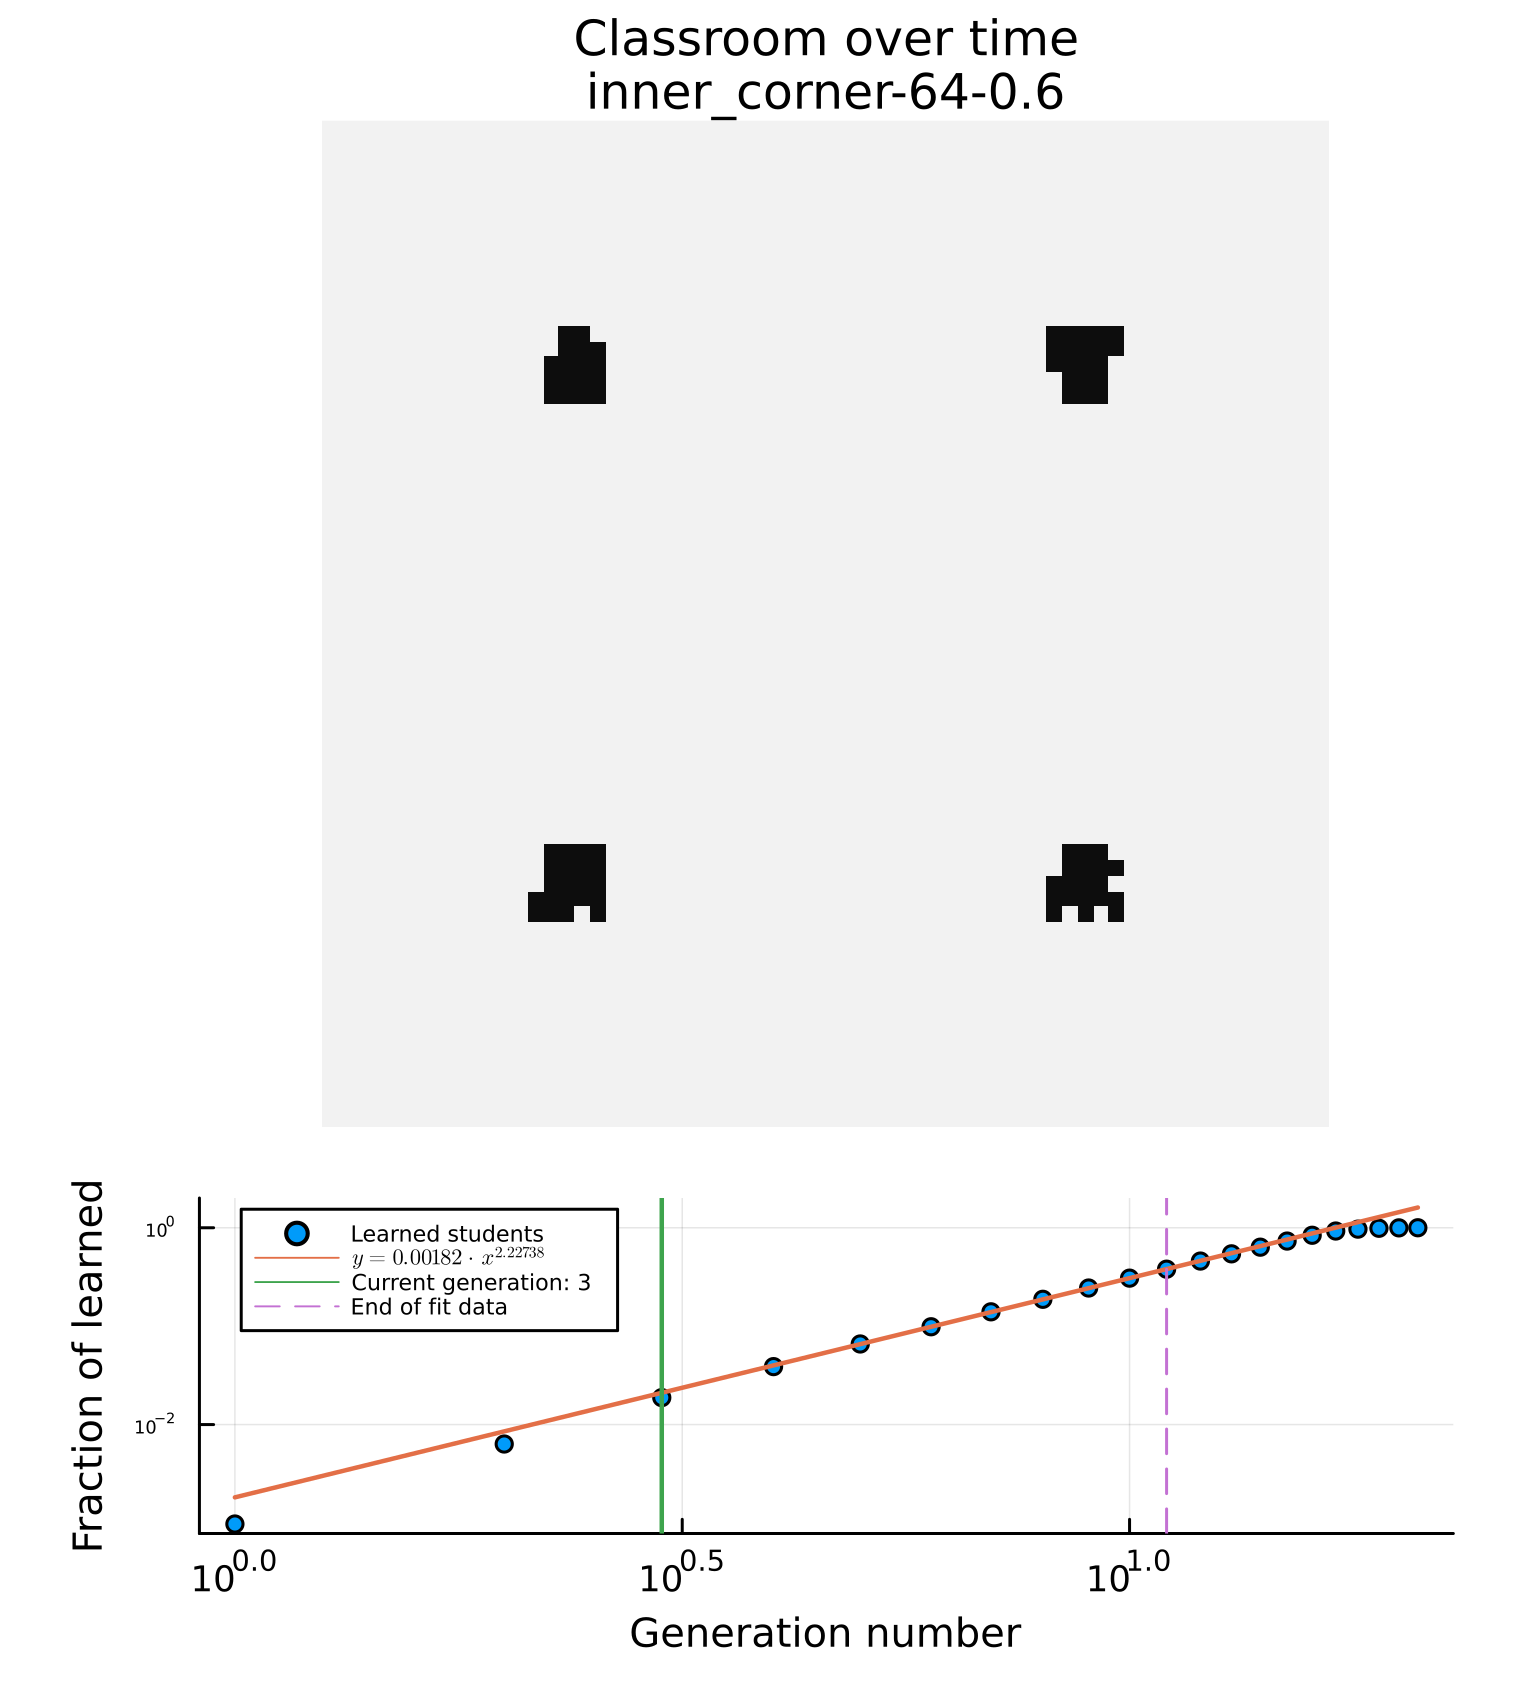 Classroom over time
inner_corner-64-0.6
Fraction of learned
10^0
10^-2
Learned students
y = 0.00182 · x^2.22738
Current generation: 3
End of fit data
10^0.0
10^0.5
10^1.0
Generation number